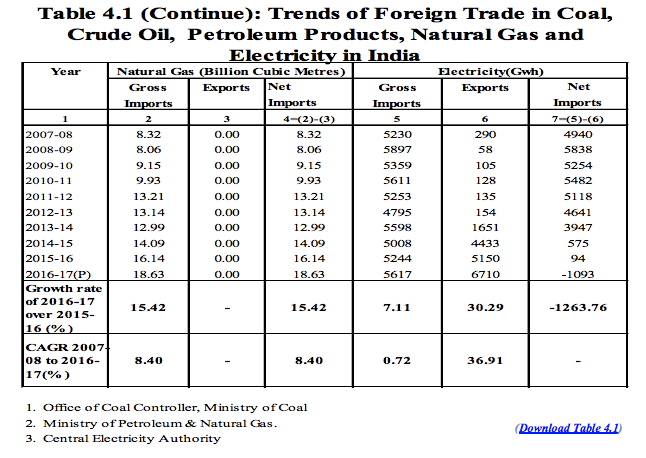 Table 4.1 (Continue): Trends of Foreign Trade in Coal,
Crude Oil, Petroleum Products, Natural Gas and
Electricity in India
Year Natural Gas (Billion Cubic Metres) Electricity(Gwh)
Gross Exports Net Gross Exports Net
Imports Imports Imports Imports
1 2 3 4=(2)-(3) 5 6 7=(5)-(6)
2007-08 8.32 0.00 8.32 5230 290 4940
2008-09 8.06 0.00 8.06 5897 58 5838
2009-10 9.15 0.00 9.15 5359 105 5254
2010-11 9.93 0.00 9.93 5611 128 5482
2011-12 13.21 0.00 13.21 5253 135 5118
2012-13 13.14 0.00 13.14 4795 154 4641
2013-14 12.99 0.00 12.99 5598 1651 3947
2014-15 14.09 0.00 14.09 5008 4433 575
2015-16 16.14 0.00 16.14 5244 5150 94
2016-17(P) 18.63 0.00 18.63 5617 6710 -1093
Growth rate
of 2016-17
over 2015-
16 (%)
15.42 - 15.42 7.11 30.29 -1263.76
CAGR 2007-
08 to 2016-
17(%)
8.40 - 8.40 0.72 36.91 -
1. Office of Coal Controller, Ministry of Coal
2. Ministry of Petroleum & Natural Gas.
3. Central Electricity Authority
(Download Table 4.1)